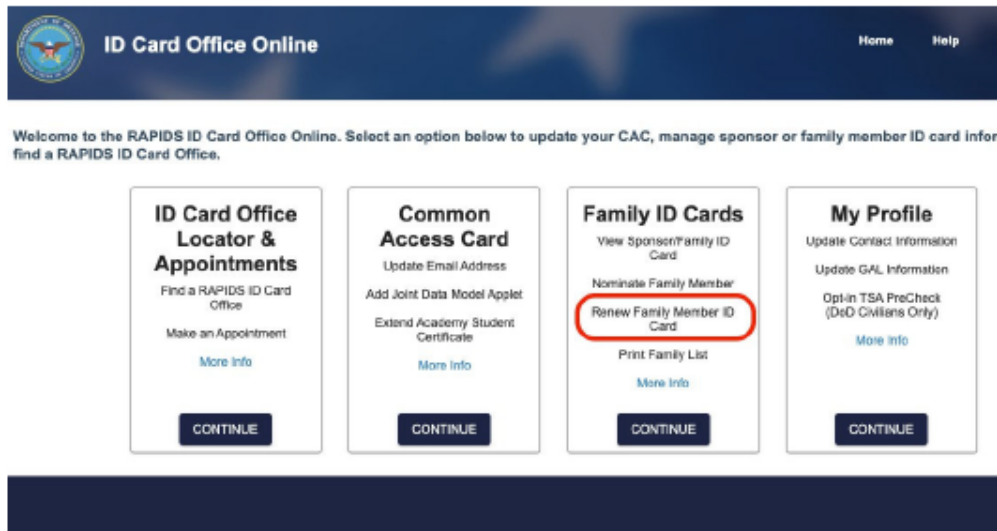 ID Card Office Online
Home
Help
Welcome to the RAPIDS ID Card Office Online. Select an option below to update your CAC, manage sponsor or family member ID card infor
find a RAPIDS ID Card Office.
ID Card Office
Locator &
Appointments
Find a RAPIDS ID Card
Office
Make an Appointment
More Info
CONTINUE
Common
Access Card
Update Email Address
Add Joint Data Model Applet
Extend Academy Student
Certificate
More Info
CONTINUE
Family ID Cards
View Sponsor/Family ID
Card
Nominate Family Member
Renew Family Member ID
Card
Print Family List
More Info
CONTINUE
My Profile
Update Contact Information
Update GAL Information
Opt-in TSA PreCheck
(DoD Civilians Only)
More Info
CONTINUE